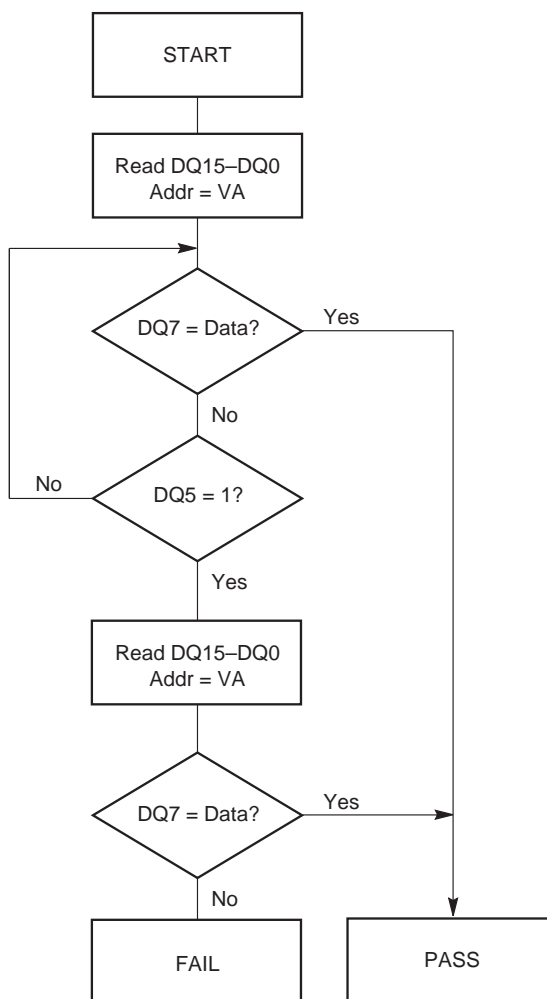 START
Read DQ15–DQ0
Addr = VA
DQ7 = Data?
Yes
No
No
DQ5 = 1?
Yes
Read DQ15–DQ0
Addr = VA
DQ7 = Data?
Yes
No
FAIL
PASS